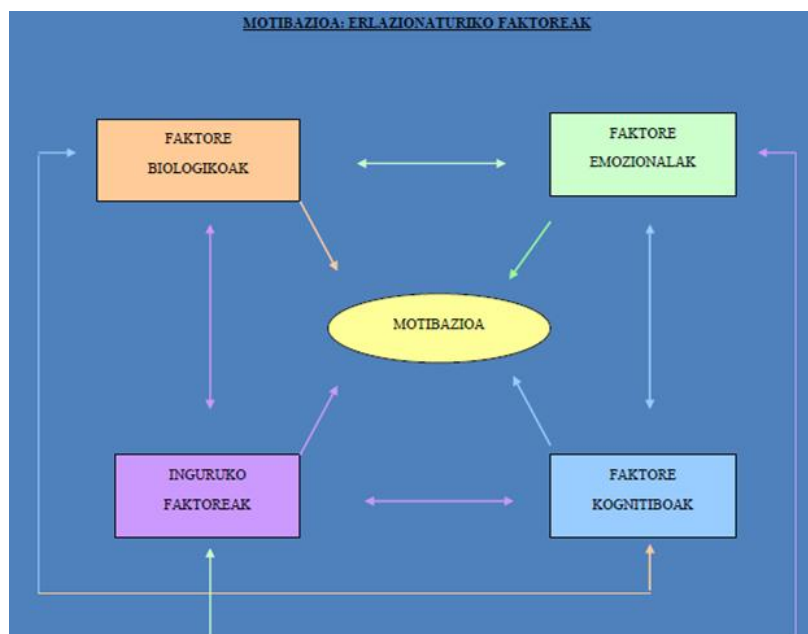 MOTIBAZIOA: ERLAZIONATURIKO FAKTOREAK
FAKTORE
BIOLOGIKOAK
FAKTORE
EMOZIONALAK
MOTIBAZIOA
INGURUKO
FAKTOREAK
FAKTORE
KOGNITIBOAK